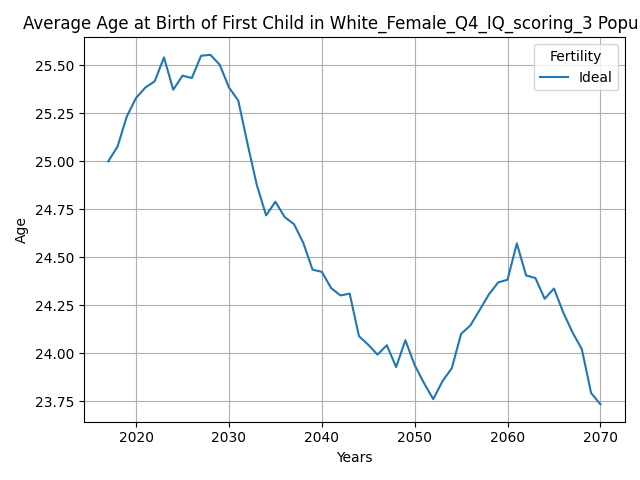 Average Age at Birth of First Child in White_Female_Q4_IQ_scoring_3 Popu
Fertility
Ideal
25.50
25.25
25.00
24.75
24.50
24.25
24.00
23.75
Age
2020 2030 2040 2050 2060 2070
Years